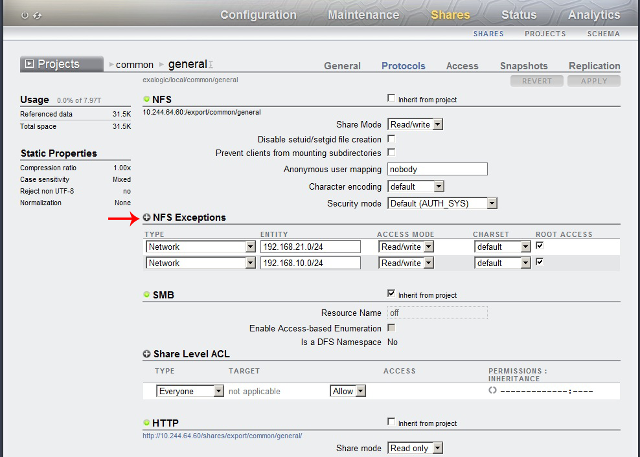 Configuration Maintenance Shares Status Analytics
SHARES PROJECTS SCHEMA
Projects common general
General Protocols Access Snapshots Replication
exalogic/local/common/general
REVERT APPLY
Usage 0.0% of 7.97T
Referenced data 31.5K
Total space 31.5K
Static Properties
Compression ratio 1.00x
Case sensitivity Mixed
Reject non UTF-8 no
Normalization None
NFS Inherit from project
10.244.64.60:/export/common/general
Share Mode Read/write
Disable setuid/setgid file creation
Prevent clients from mounting subdirectories
Anonymous user mapping nobody
Character encoding default
Security mode Default (AUTH_SYS)
NFS Exceptions
TYPE ENTITY ACCESS MODE CHARSET ROOT ACCESS
Network 192.168.21.0/24 Read/write default
Network 192.168.10.0/24 Read/write default
SMB Inherit from project
Resource Name off
Enable Access-based Enumeration
Is a DFS Namespace No
Share Level ACL
TYPE TARGET ACCESS PERMISSIONS :
INHERITANCE
Everyone not applicable Allow -------------:----
HTTP Inherit from project
http://10.244.64.60/shares/export/common/general/
Share mode Read only